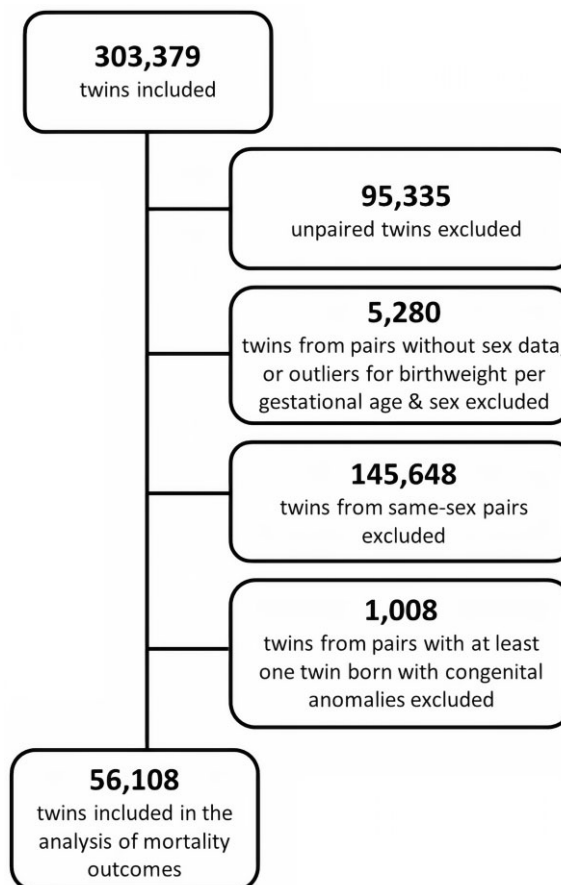 303,379
twins included
95,335
unpaired twins excluded
5,280
twins from pairs without sex data,
or outliers for birthweight per
gestational age & sex excluded
145,648
twins from same-sex pairs
excluded
1,008
twins from pairs with at least
one twin born with congenital
anomalies excluded
56,108
twins included in the
analysis of mortality
outcomes